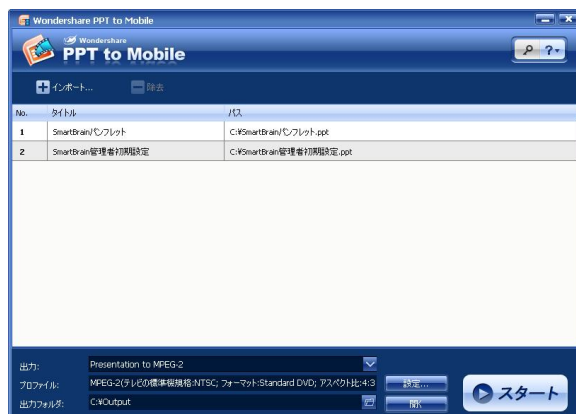 Wondershare PPT to Mobile
Wondershare
PPT to Mobile
インポート... 除去
No. タイトル パス
1 SmartBrainパンフレット C:¥SmartBrainパンフレット.ppt
2 SmartBrain管理者初期設定 C:¥SmartBrain管理者初期設定.ppt
出力: Presentation to MPEG-2
プロファイル: MPEG-2(テレビの標準規格:NTSC; フォーマット:Standard DVD; アスペクト比:4:3 設定...
出力フォルダ: C:¥Output 開く
スタート